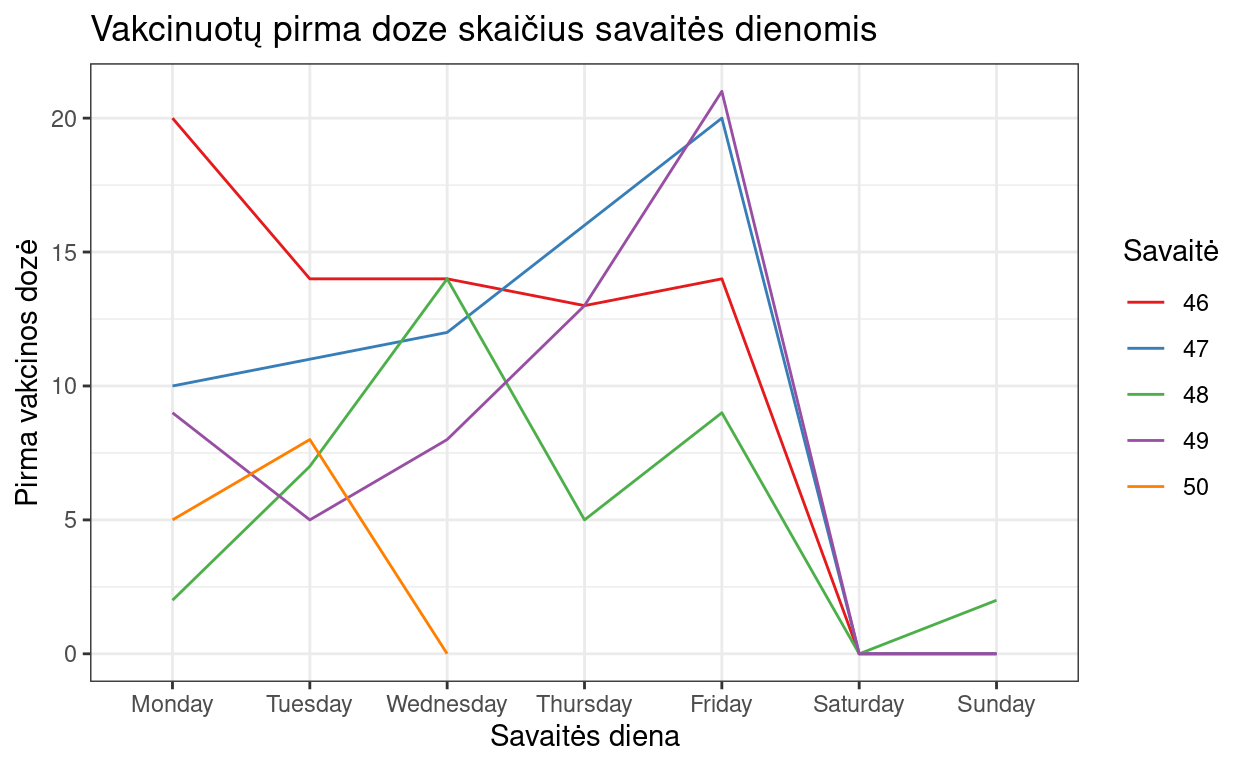 Vakcinuotų pirma doze skaičius savaitės dienomis
Pirma vakcinos dozė
20
15
10
5
0
Monday Tuesday Wednesday Thursday Friday Saturday Sunday
Savaitės diena
Savaitė
46
47
48
49
50